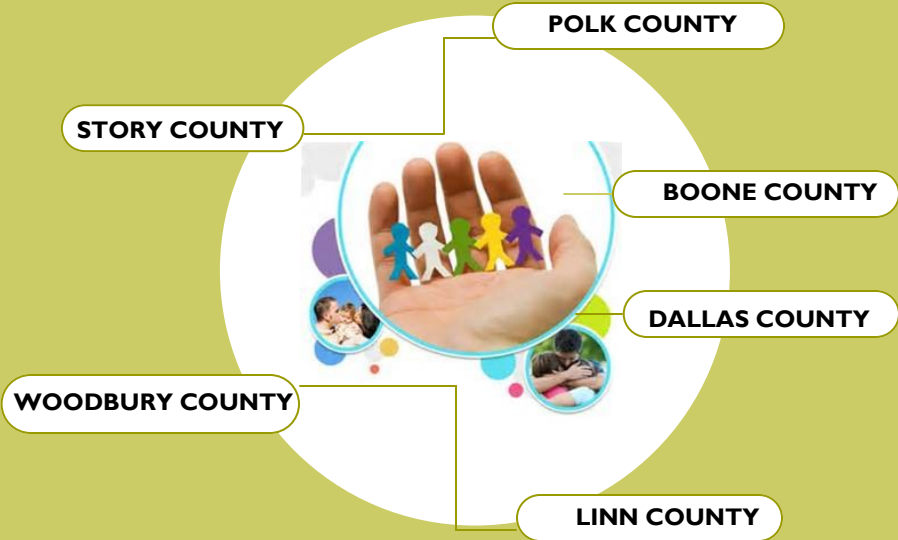 POLK COUNTY
STORY COUNTY
BOONE COUNTY
DALLAS COUNTY
WOODBURY COUNTY
LINN COUNTY